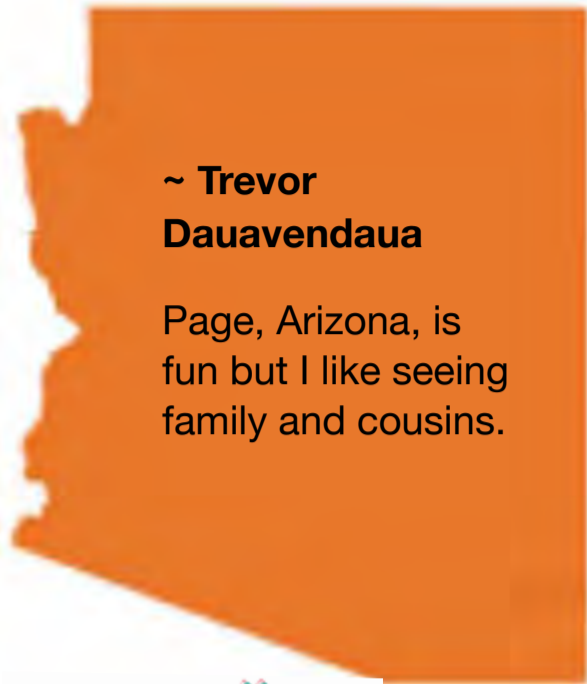 ~ Trevor
Dauavendaua
Page, Arizona, is
fun but I like seeing
family and cousins.